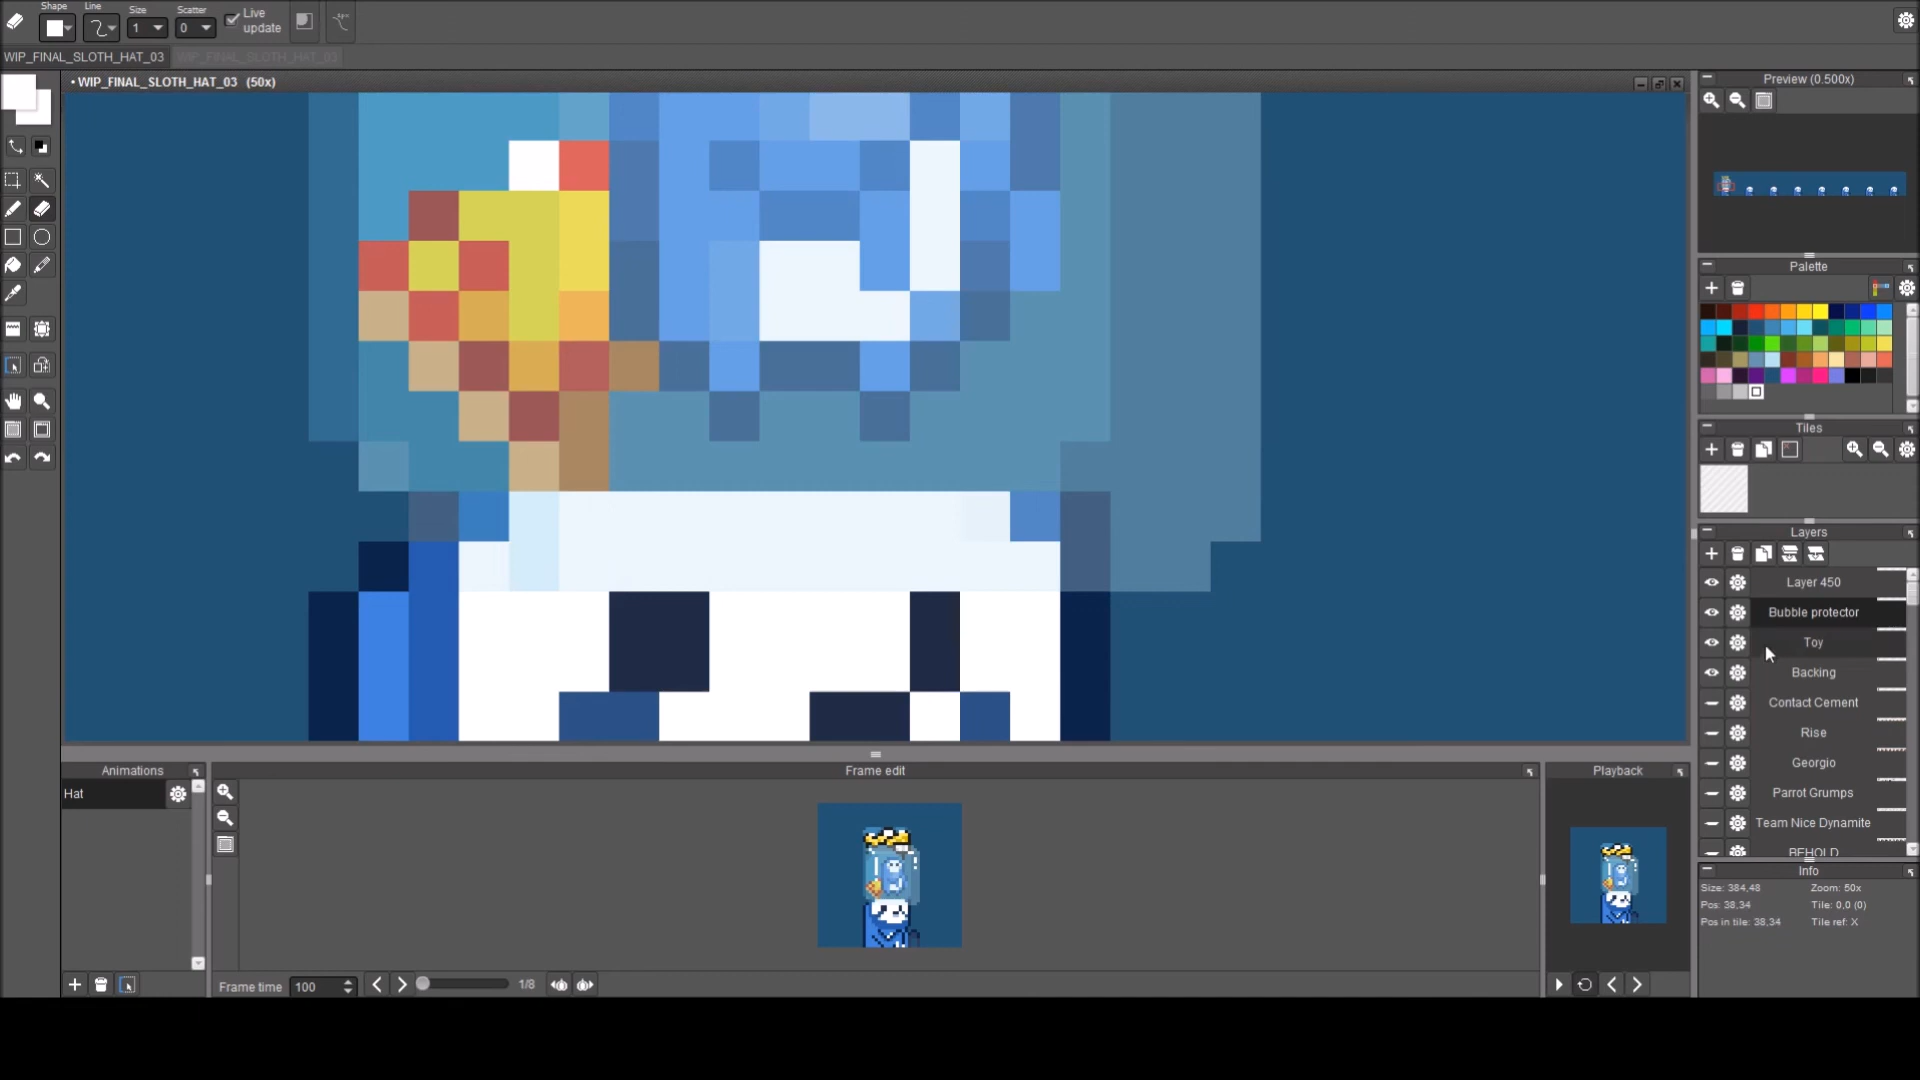 Shape Line Size Scatter
1 0 Live update
WIP_FINAL_SLOTH_HAT_03 WIP_FINAL_SLOTH_HAT_03
• WIP_FINAL_SLOTH_HAT_03 (50x)
Preview (0.500x)
Palette
Tiles
Layers
Layer 450
Bubble protector
Toy
Backing
Contact Cement
Rise
Georgio
Parrot Grumps
Team Nice Dynamite
BEHOLD
Animations
Hat
Frame edit
Playback
Frame time 100 1/8
Info
Size: 384,48 Zoom: 50x
Pos: 38,34 Tile: 0,0 (0)
Pos in tile: 38,34 Tile ref: X